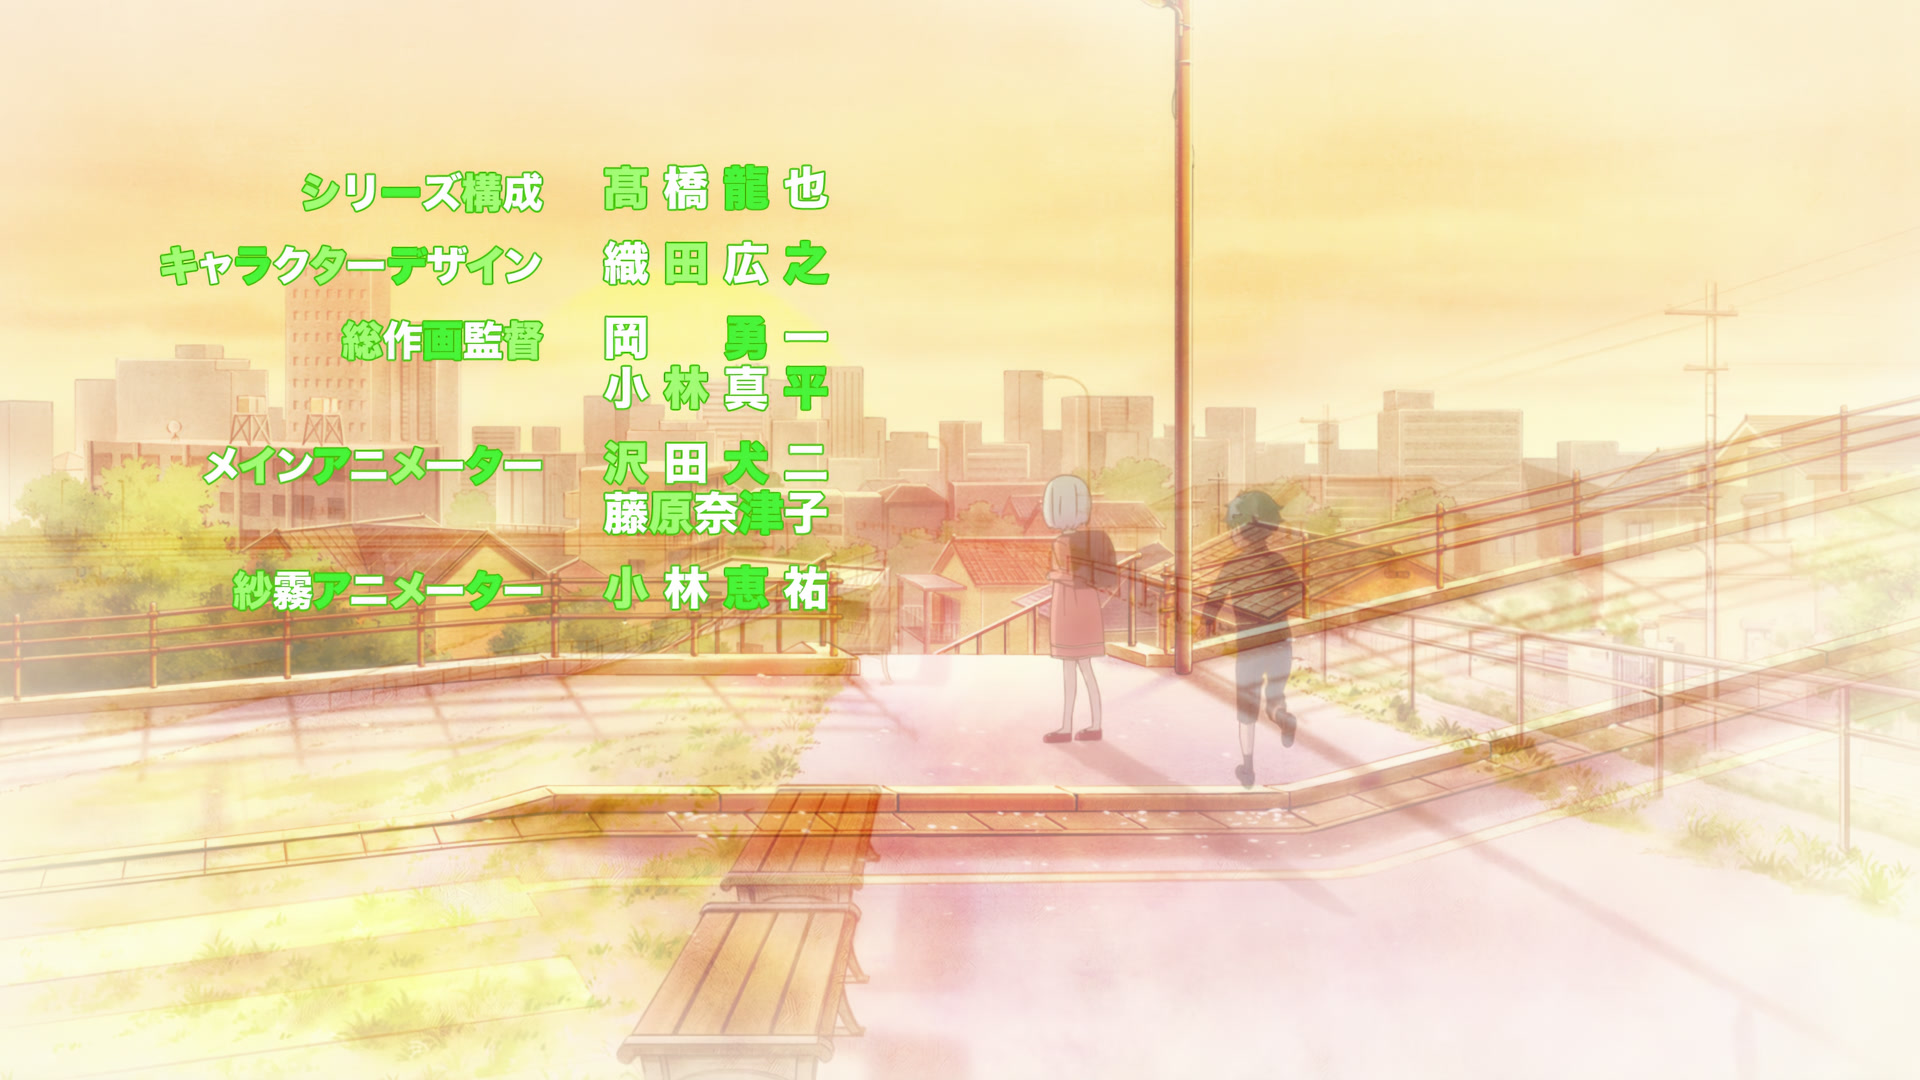 シリーズ構成 髙橋龍也
キャラクターデザイン 織田広之
総作画監督 岡 勇一
小林真平
メインアニメーター 沢田犬二
藤原奈津子
紗霧アニメーター 小林恵祐